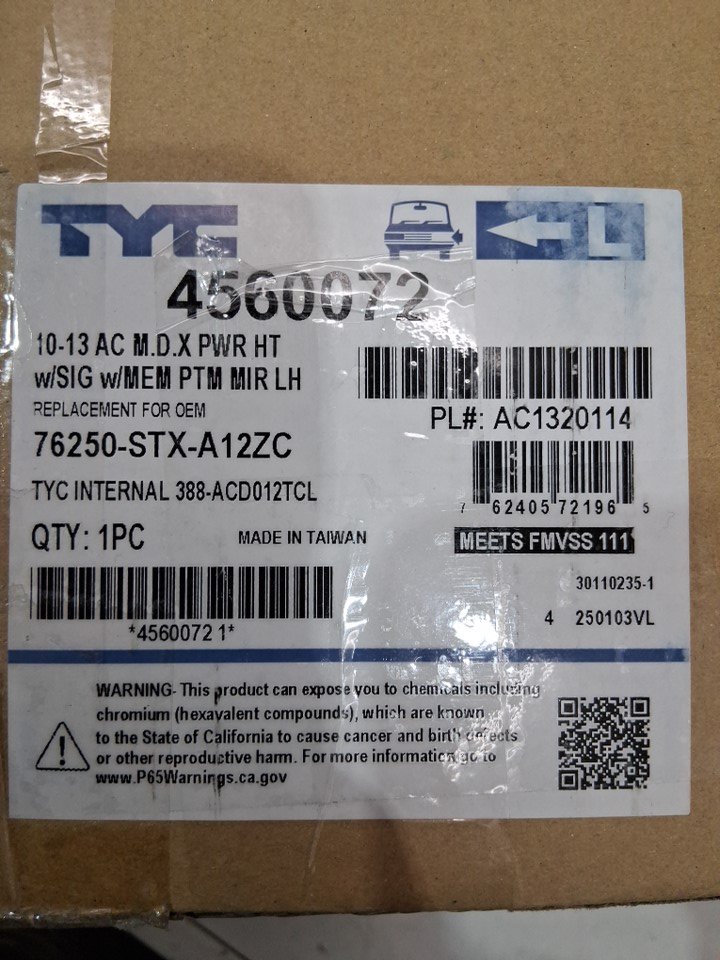 TYC
L
4560072
10-13 AC M.D.X PWR HT
w/SIG w/MEM PTM MIR LH
REPLACEMENT FOR OEM
PL#: AC1320114
76250-STX-A12ZC
TYC INTERNAL 388-ACD012TCL
7 62405 72196 5
QTY: 1PC
MADE IN TAIWAN
MEETS FMVSS 111
30110235-1
4 250103VL
*4560072 1*
WARNING- This product can expose you to chemicals including
chromium (hexavalent compounds), which are known
to the State of California to cause cancer and birth defects
or other reproductive harm. For more information go to
www.P65Warnings.ca.gov